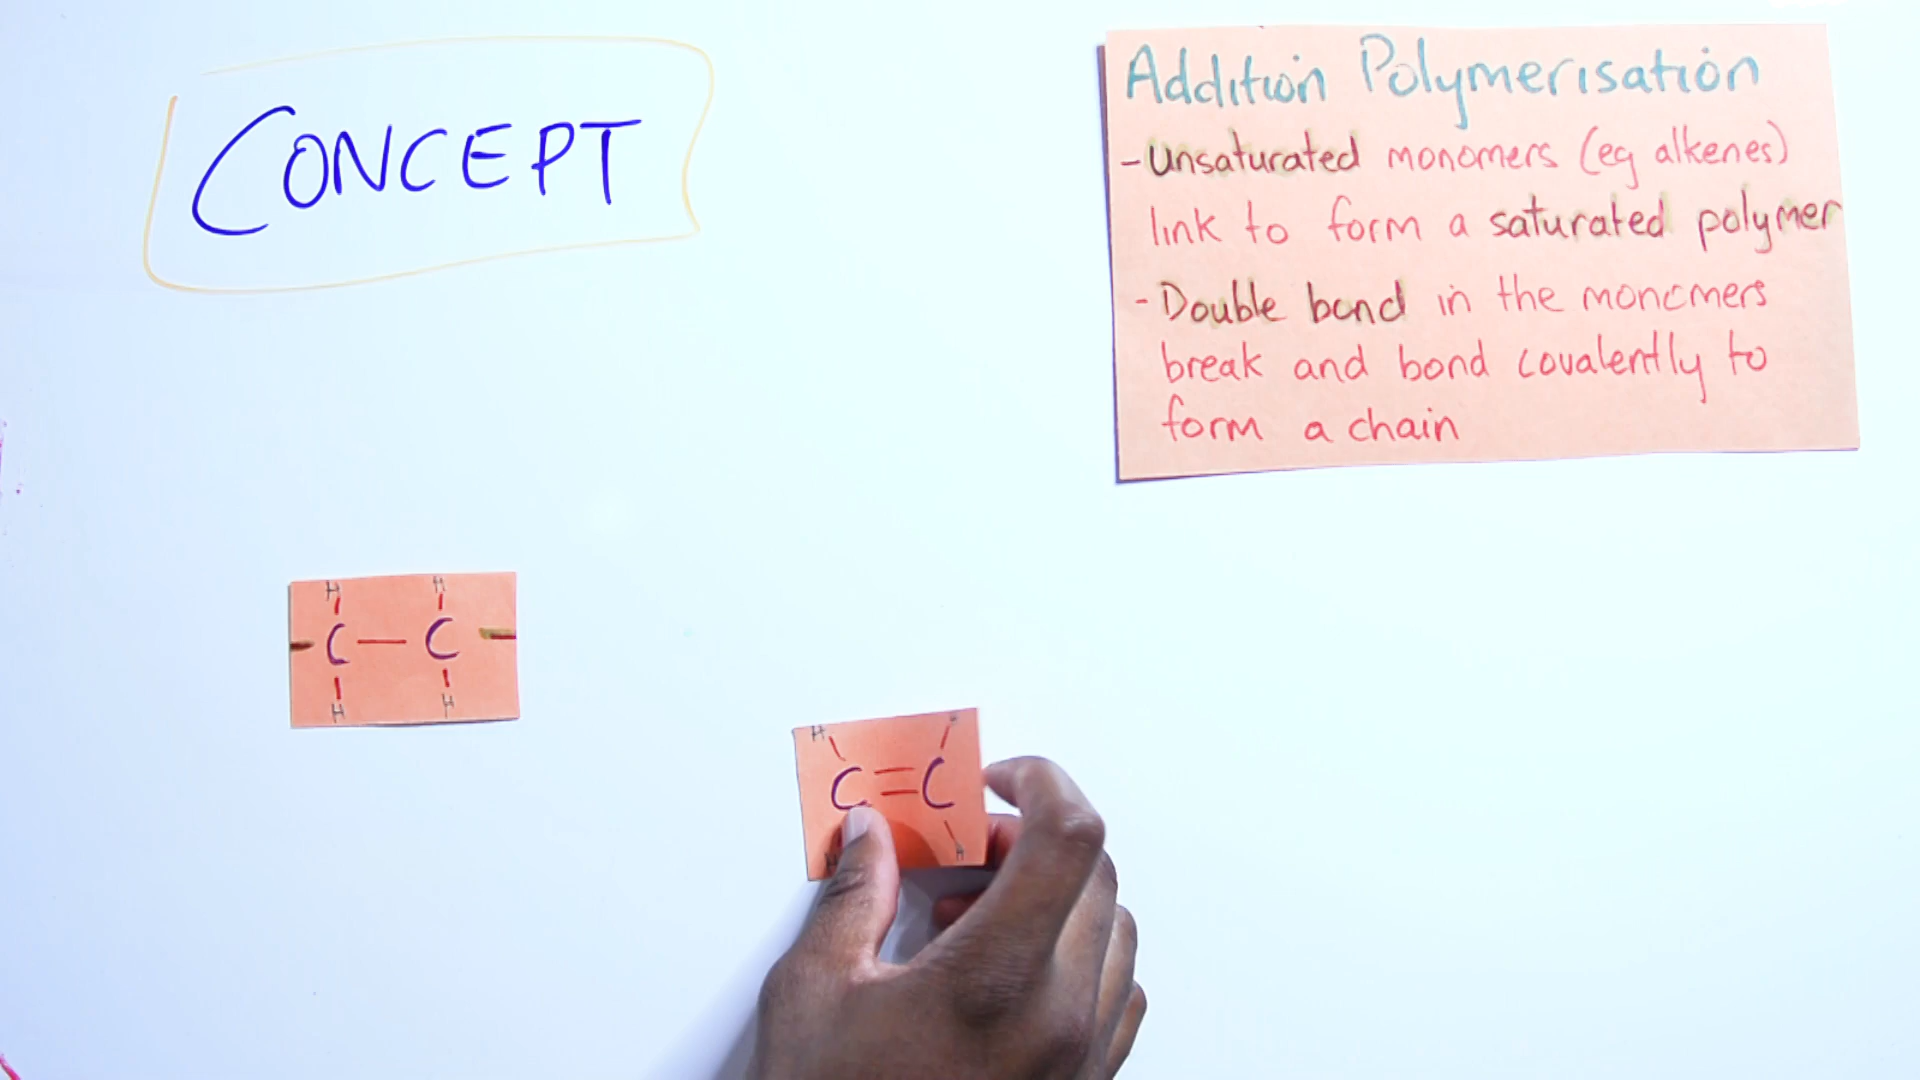 CONCEPT
Addition Polymerisation
- Unsaturated monomers (eg alkenes)
link to form a saturated polymer
- Double bond in the monomers
break and bond covalently to
form a chain
H H
- C — C -
H H
H
C = C
H